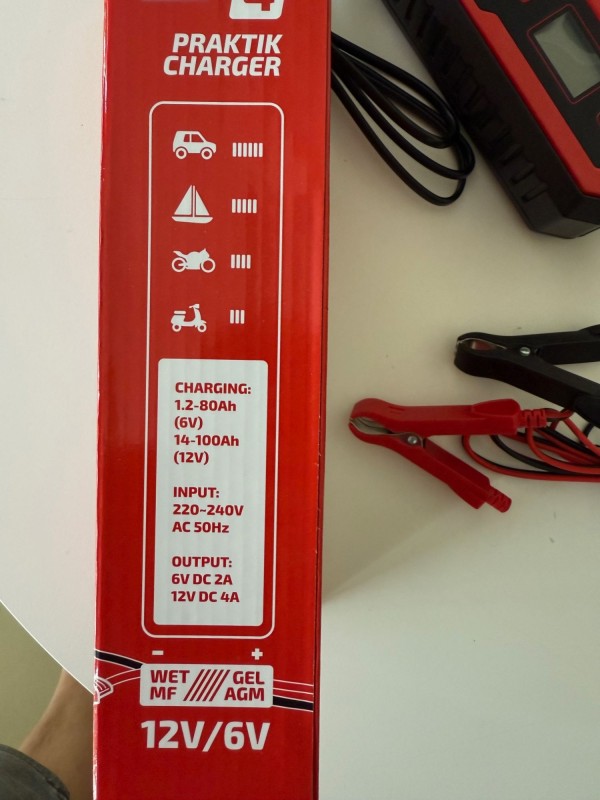 4
PRAKTIK
CHARGER
CHARGING:
1.2-80Ah
(6V)
14-100Ah
(12V)
INPUT:
220~240V
AC 50Hz
OUTPUT:
6V DC 2A
12V DC 4A
- +
WET GEL
MF AGM
12V/6V